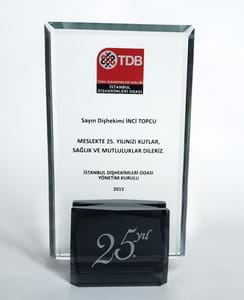 TDB
TÜRK DİŞHEKİMLERİ BİRLİĞİ
İSTANBUL
DİŞHEKİMLERİ ODASI
Sayın Dişhekimi İNCİ TOPCU
MESLEKTE 25. YILINIZI KUTLAR,
SAĞLIK VE MUTLULUKLAR DİLERİZ.
İSTANBUL DİŞHEKİMLERİ ODASI
YÖNETİM KURULU
2015
25.yıl